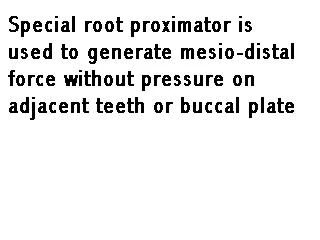 Special root proximator is
used to generate mesio-distal
force without pressure on
adjacent teeth or buccal plate